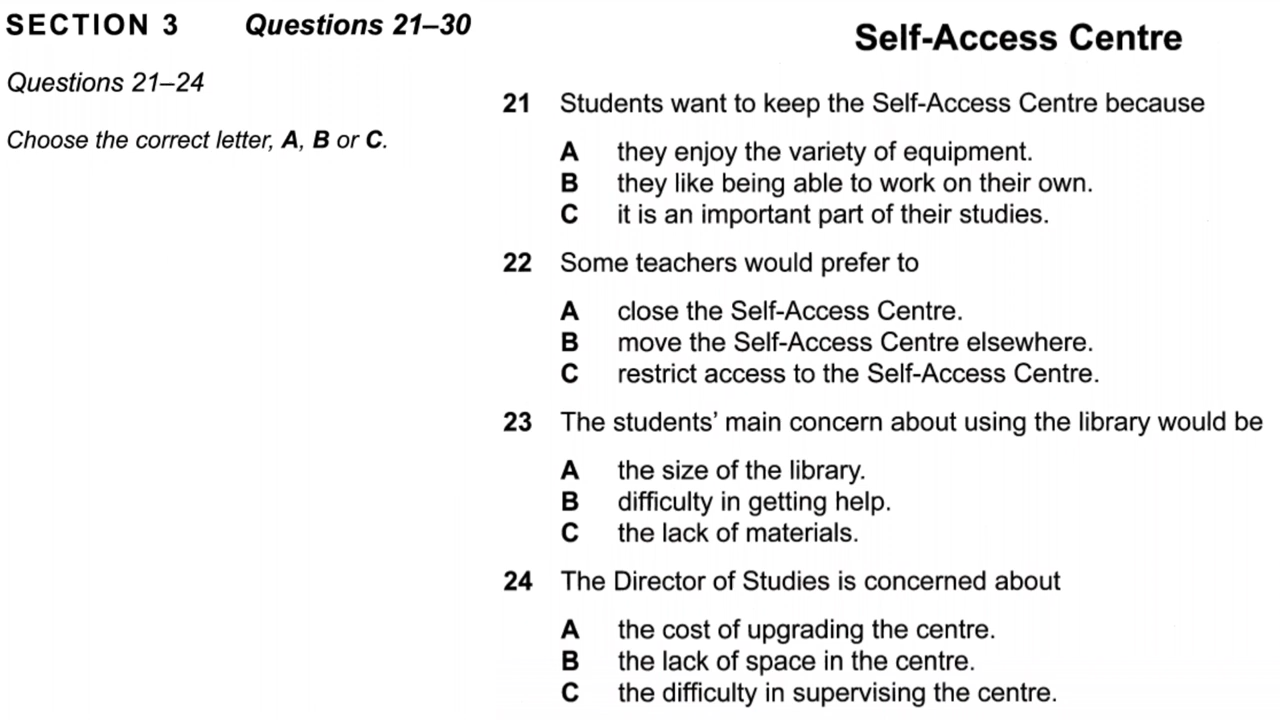 SECTION 3 Questions 21–30
Questions 21–24
Choose the correct letter, A, B or C.
Self-Access Centre
21 Students want to keep the Self-Access Centre because
A they enjoy the variety of equipment.
B they like being able to work on their own.
C it is an important part of their studies.
22 Some teachers would prefer to
A close the Self-Access Centre.
B move the Self-Access Centre elsewhere.
C restrict access to the Self-Access Centre.
23 The students’ main concern about using the library would be
A the size of the library.
B difficulty in getting help.
C the lack of materials.
24 The Director of Studies is concerned about
A the cost of upgrading the centre.
B the lack of space in the centre.
C the difficulty in supervising the centre.